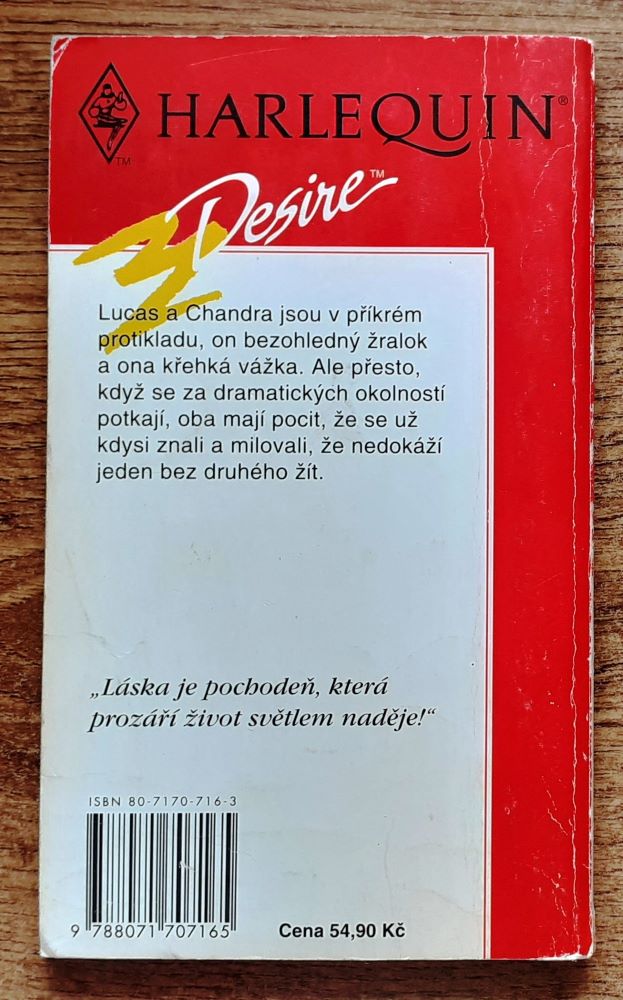 HARLEQUIN®
TM
Desire™
Lucas a Chandra jsou v příkrém
protikladu, on bezohledný žralok
a ona křehká vážka. Ale přesto,
když se za dramatických okolností
potkají, oba mají pocit, že se už
kdysi znali a milovali, že nedokáží
jeden bez druhého žít.
„Láska je pochodeň, která
prozáří život světlem naděje!“
ISBN 80-7170-716-3
9 788071 707165
Cena 54,90 Kč